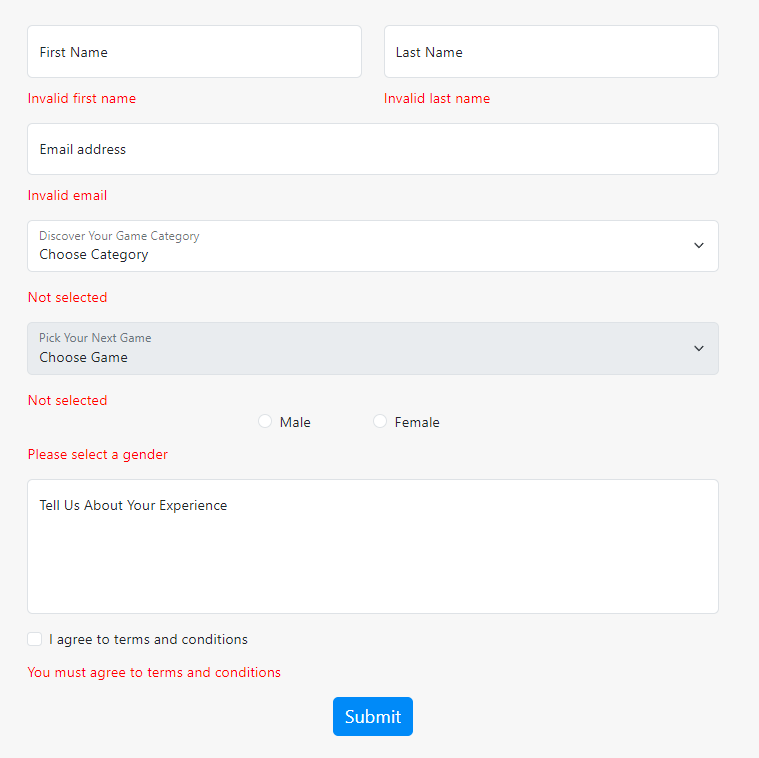 First Name Last Name
Invalid first name Invalid last name
Email address
Invalid email
Discover Your Game Category
Choose Category
Not selected
Pick Your Next Game
Choose Game
Not selected
Male Female
Please select a gender
Tell Us About Your Experience
I agree to terms and conditions
You must agree to terms and conditions
Submit